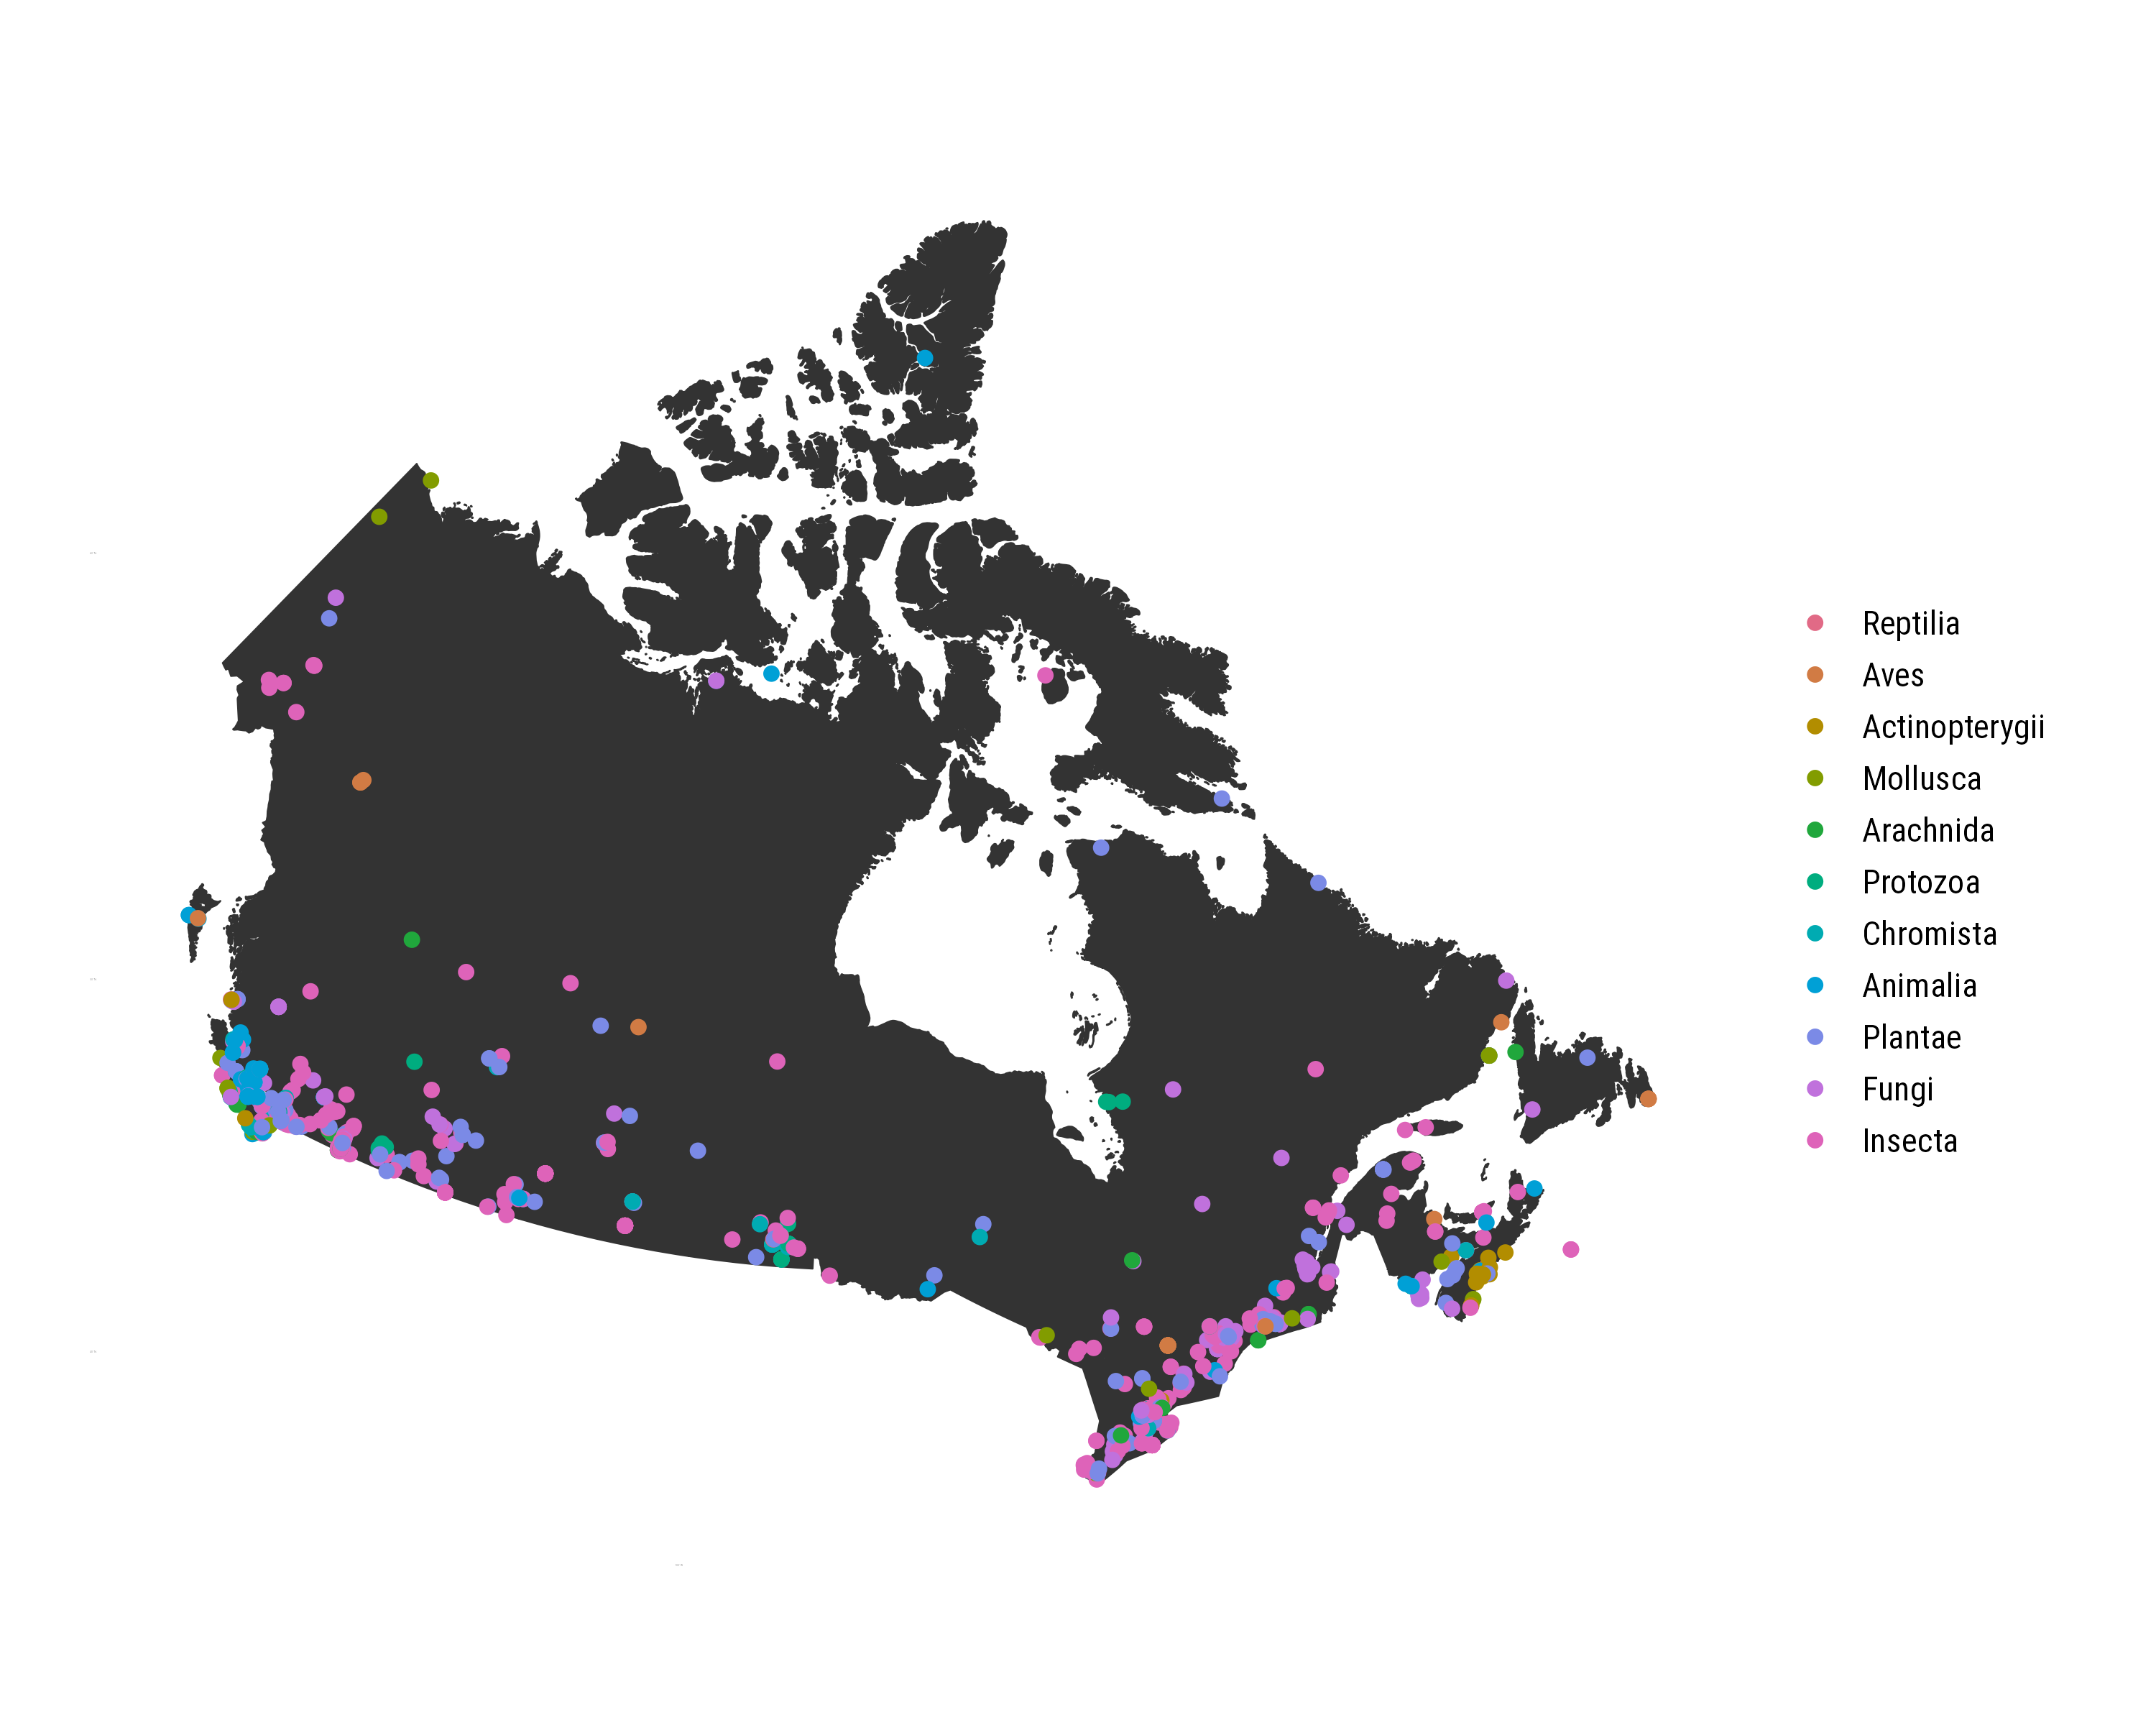 Reptilia
Aves
Actinopterygii
Mollusca
Arachnida
Protozoa
Chromista
Animalia
Plantae
Fungi
Insecta